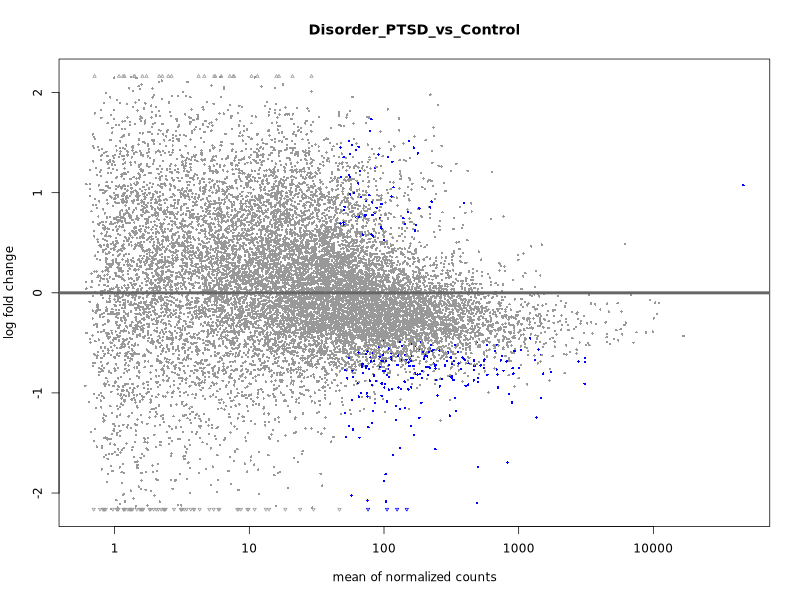 Disorder_PTSD_vs_Control
2
1
0
-1
-2
log fold change
1 10 100 1000 10000
mean of normalized counts